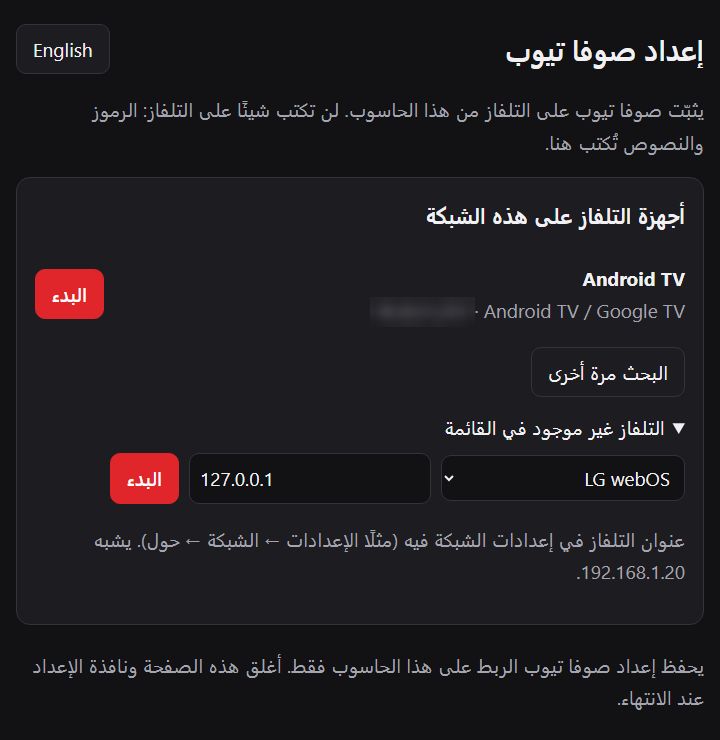 إعداد صوفا تيوب
English
يثبّت صوفا تيوب على التلفاز من هذا الحاسوب. لن تكتب شيئًا على التلفاز: الرموز
والنصوص تُكتب هنا.
أجهزة التلفاز على هذه الشبكة
Android TV
Android TV / Google TV ·
البدء
البحث مرة أخرى
▼ التلفاز غير موجود في القائمة
LG webOS
127.0.0.1
البدء
عنوان التلفاز في إعدادات الشبكة فيه (مثلًا الإعدادات ← الشبكة ← حول). يشبه
192.168.1.20.
يحفظ إعداد صوفا تيوب الربط على هذا الحاسوب فقط. أغلق هذه الصفحة ونافذة الإعداد
عند الانتهاء.